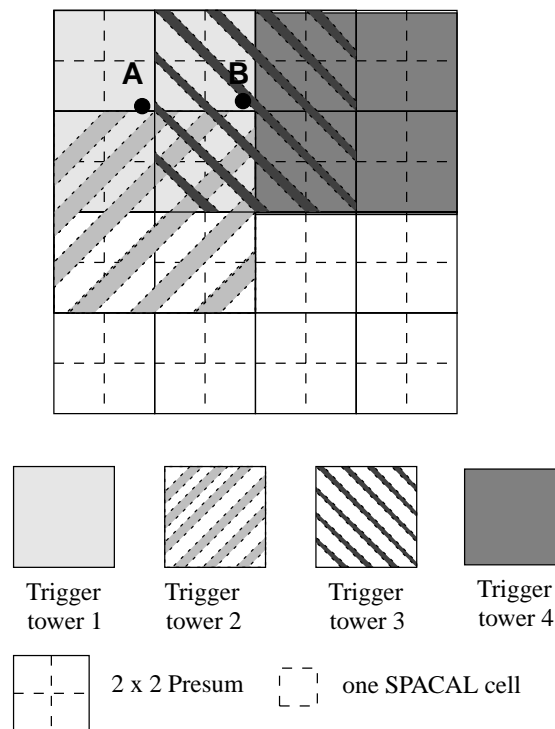 A
B
Trigger
tower 1
Trigger
tower 2
Trigger
tower 3
Trigger
tower 4
2 x 2 Presum
one SPACAL cell